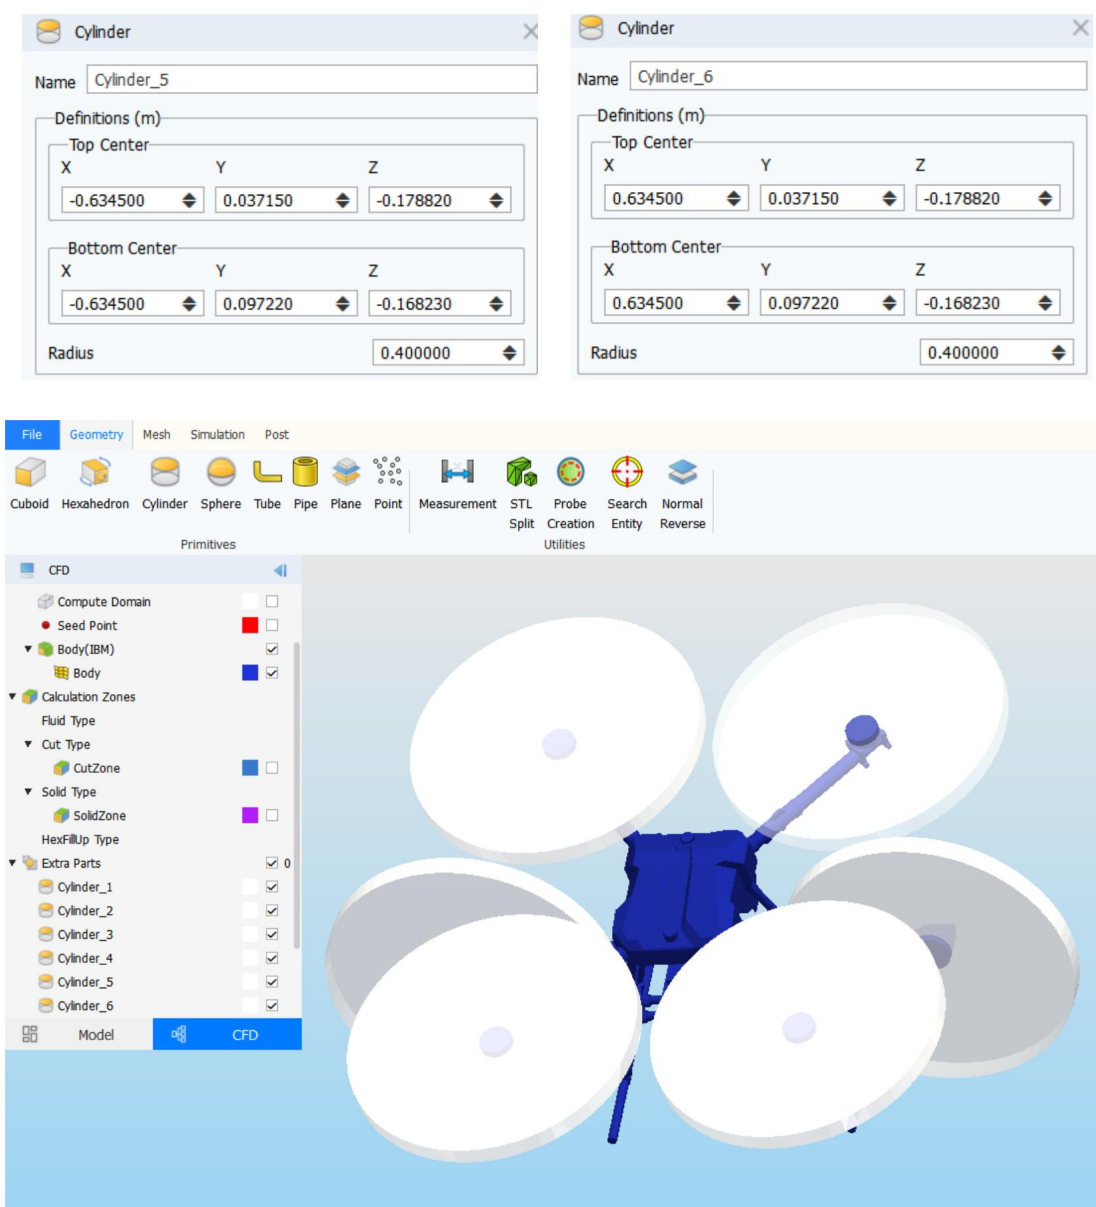 Cylinder
Name Cylinder_5
Definitions (m)
Top Center
X Y Z
-0.634500 0.037150 -0.178820
Bottom Center
X Y Z
-0.634500 0.097220 -0.168230
Radius 0.400000
Cylinder
Name Cylinder_6
Definitions (m)
Top Center
X Y Z
0.634500 0.037150 -0.178820
Bottom Center
X Y Z
0.634500 0.097220 -0.168230
Radius 0.400000
File Geometry Mesh Simulation Post
Cuboid Hexahedron Cylinder Sphere Tube Pipe Plane Point Measurement STL Probe Search Normal
Split Creation Entity Reverse
Primitives Utilities
CFD
Compute Domain
Seed Point
Body(IBM)
Body
Calculation Zones
Fluid Type
Cut Type
CutZone
Solid Type
SolidZone
HexFillUp Type
Extra Parts 0
Cylinder_1
Cylinder_2
Cylinder_3
Cylinder_4
Cylinder_5
Cylinder_6
Model CFD